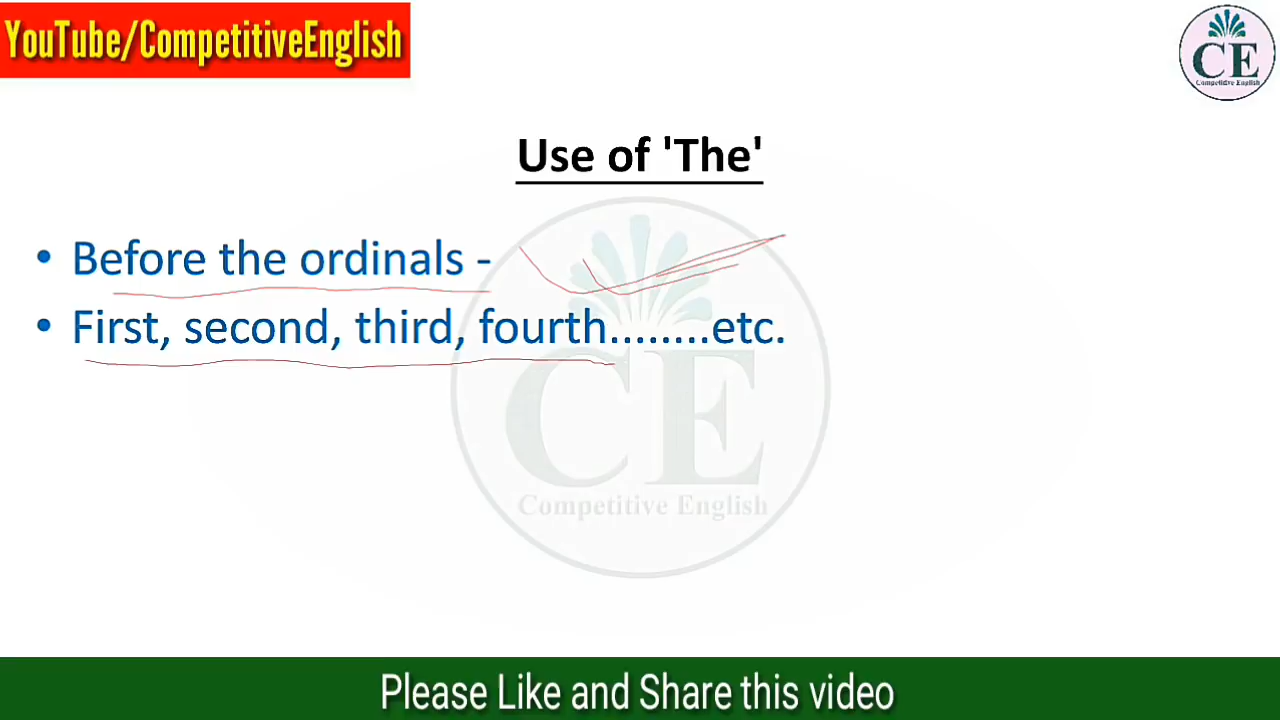 YouTube/CompetitiveEnglish
CE
Competitive English
Use of 'The'
• Before the ordinals -
• First, second, third, fourth........etc.
CE
Competitive English
Please Like and Share this video